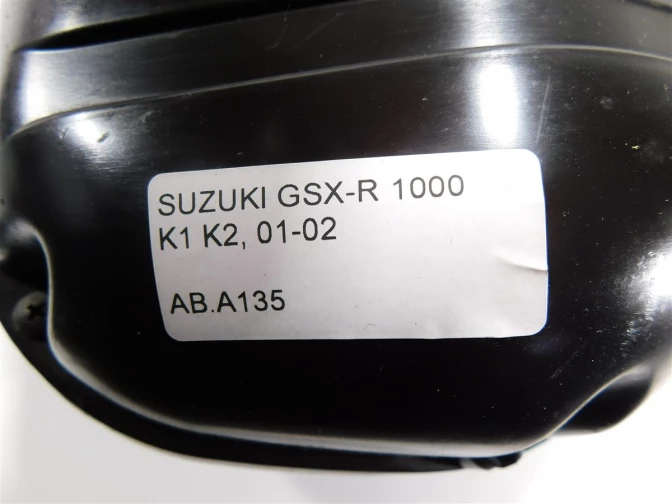 SUZUKI GSX-R 1000
K1 K2, 01-02
AB.A135